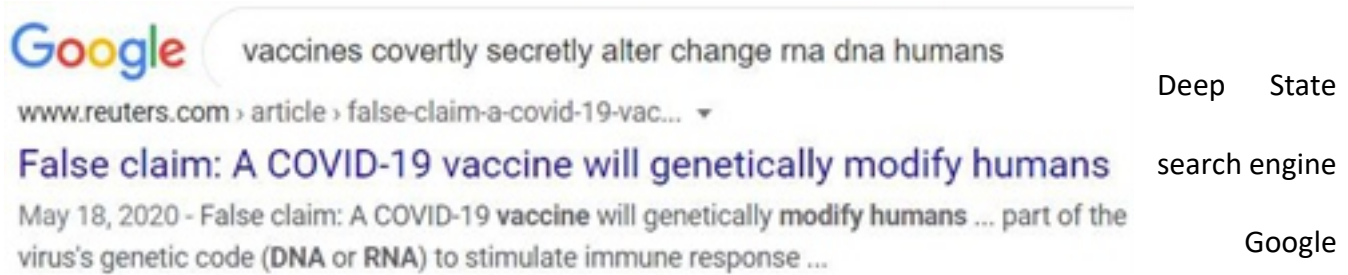 Google vaccines covertly secretly alter change rna dna humans
www.reuters.com › article › false-claim-a-covid-19-vac...
False claim: A COVID-19 vaccine will genetically modify humans
May 18, 2020 - False claim: A COVID-19 vaccine will genetically modify humans ... part of the
virus's genetic code (DNA or RNA) to stimulate immune response ...
Deep State
search engine
Google